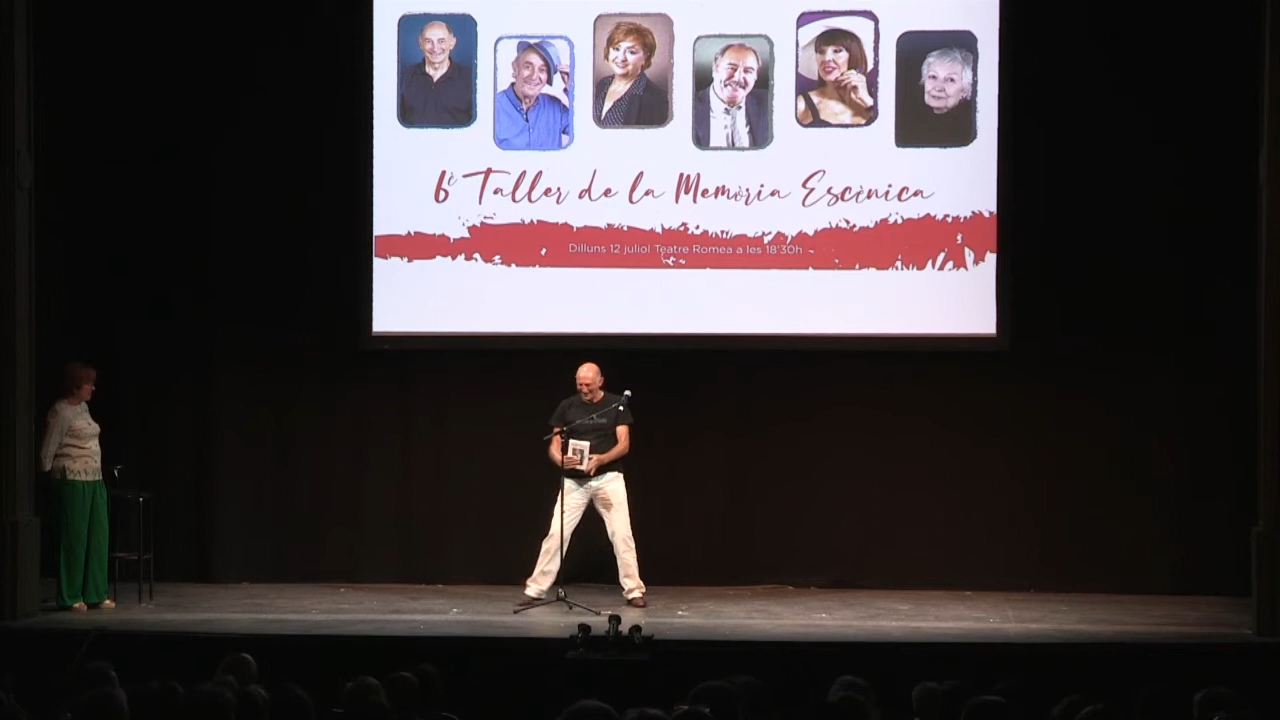 6è Taller de la Memòria Escènica
Dilluns 12 juliol Teatre Romea a les 18'30h